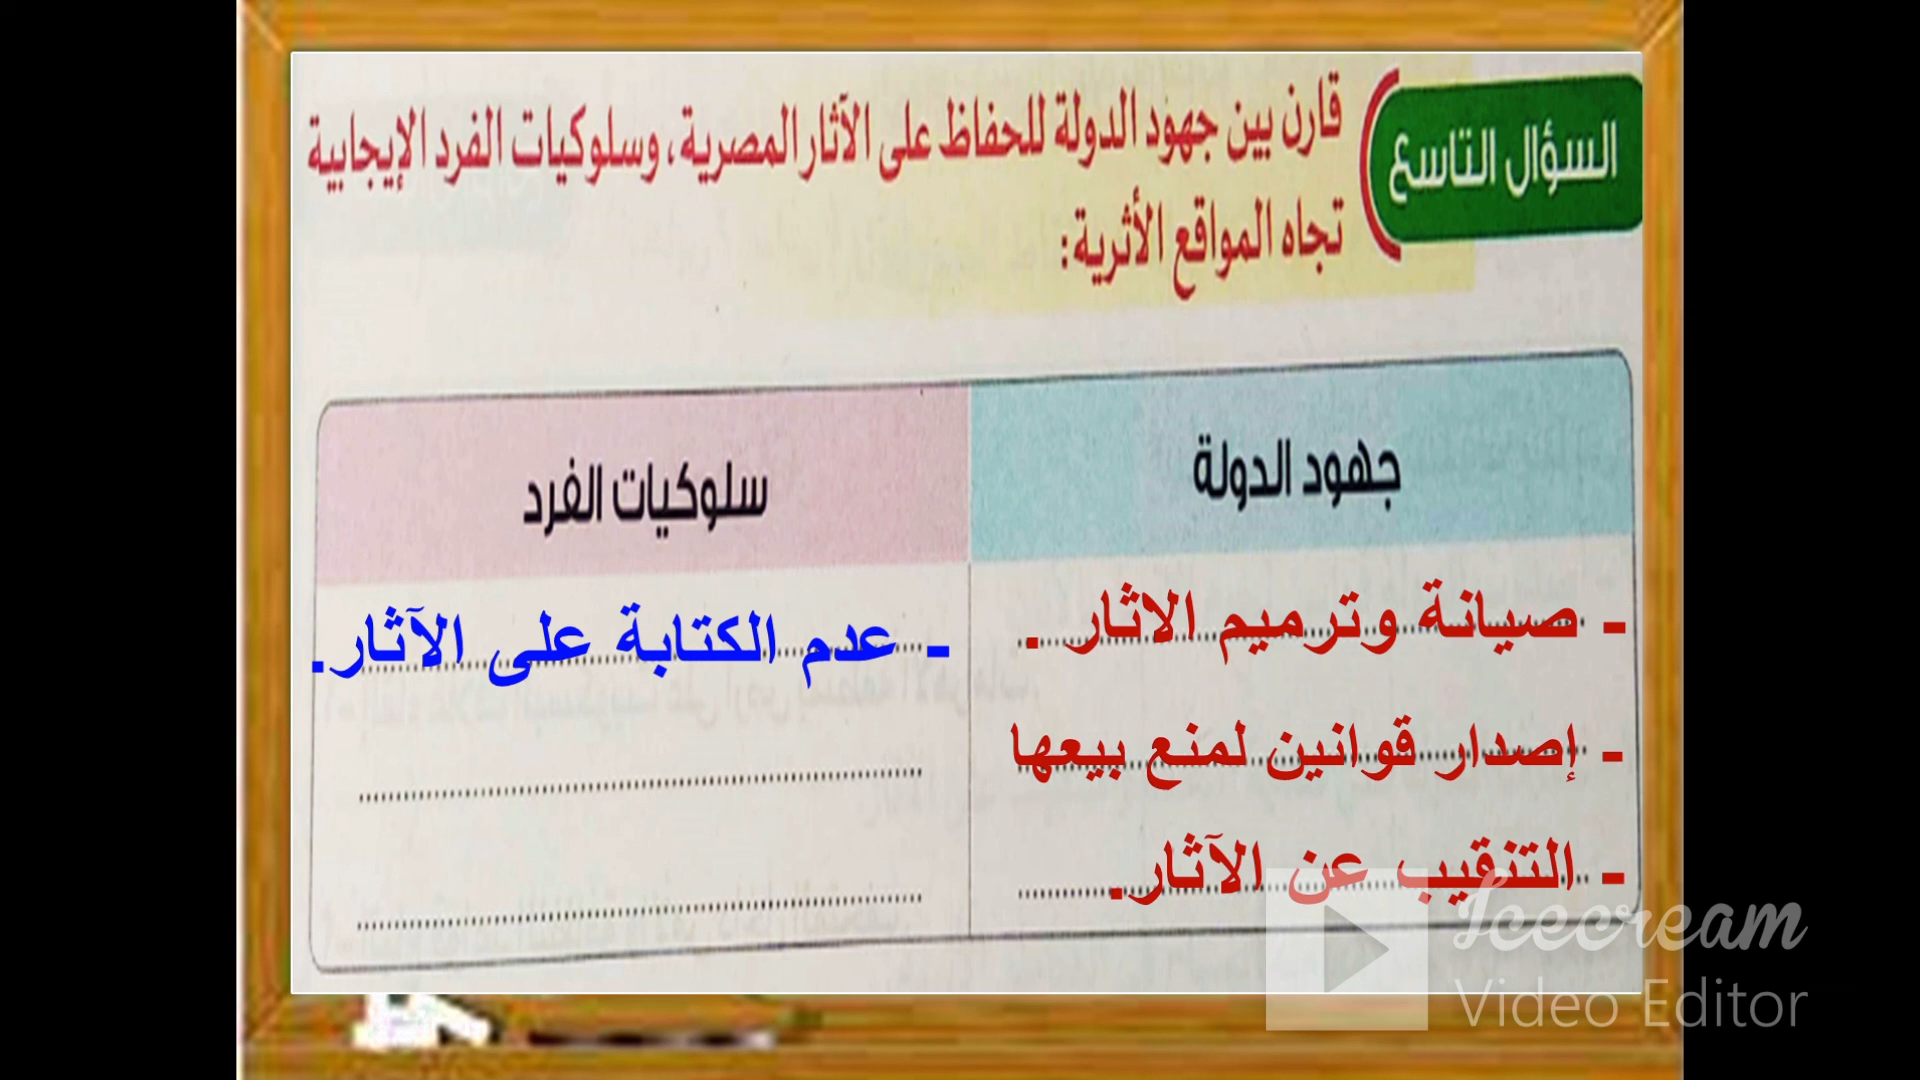 السؤال التاسع
قارن بين جهود الدولة للحفاظ على الآثار المصرية، وسلوكيات الفرد الإيجابية
تجاه المواقع الأثرية:
جهود الدولة
سلوكيات الفرد
- صيانة وترميم الاثار .
- عدم الكتابة على الآثار.
- إصدار قوانين لمنع بيعها
- التنقيب عن الآثار.
Icecream
Video Editor